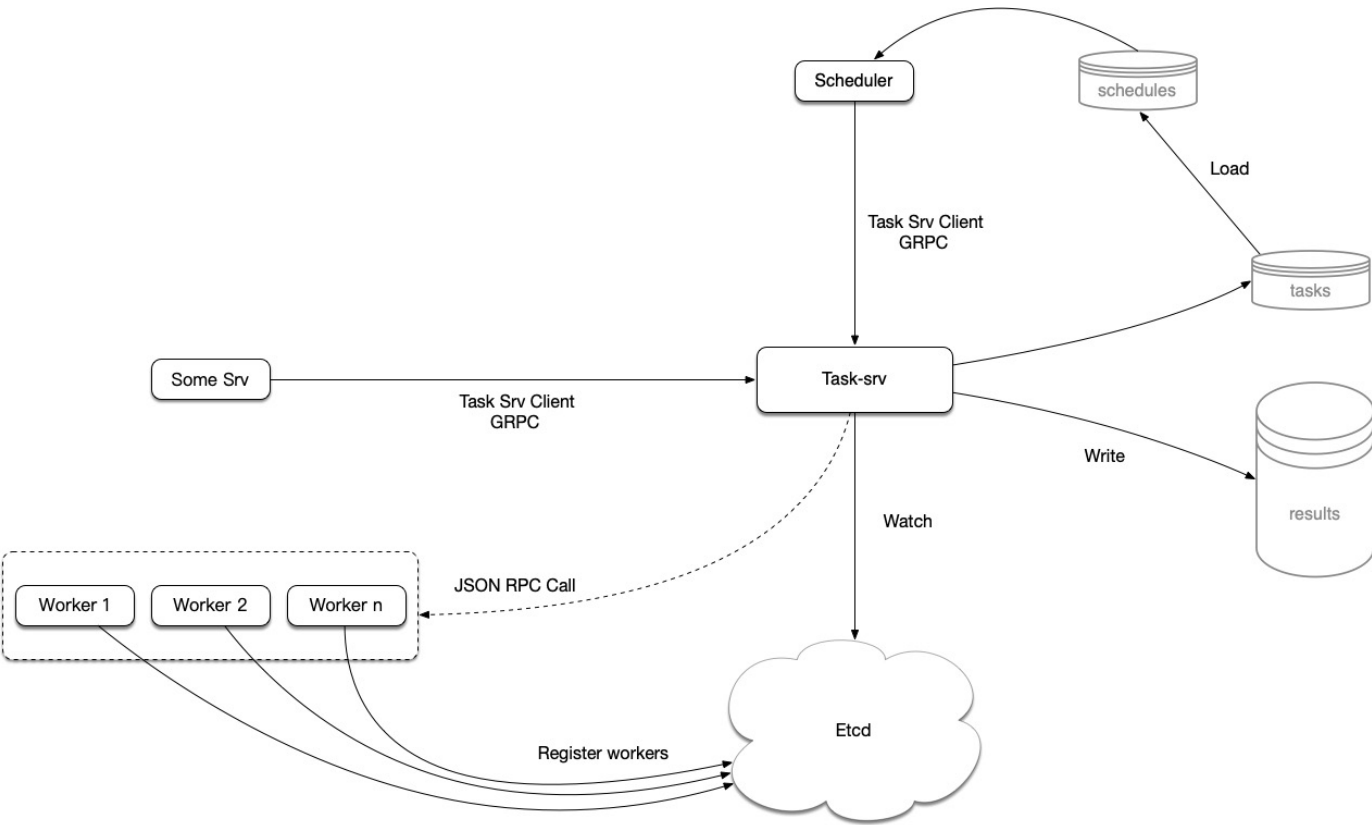 Scheduler
schedules
Load
Task Srv Client
GRPC
tasks
Some Srv
Task-srv
Task Srv Client
GRPC
Write
results
Watch
JSON RPC Call
Worker 1
Worker 2
Worker n
Etcd
Register workers